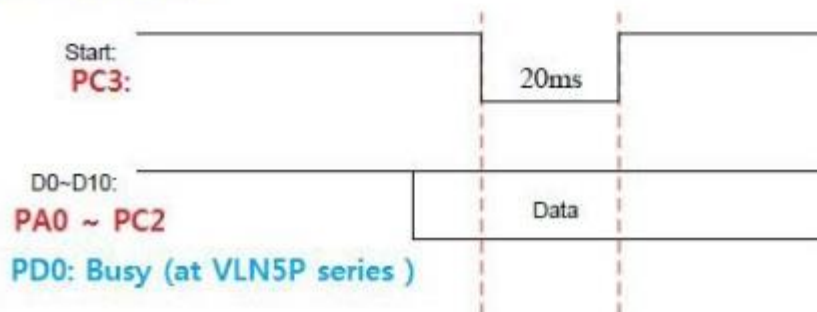 Start:
PC3:
20ms
D0~D10:
Data
PA0 ~ PC2
PD0: Busy (at VLN5P series )